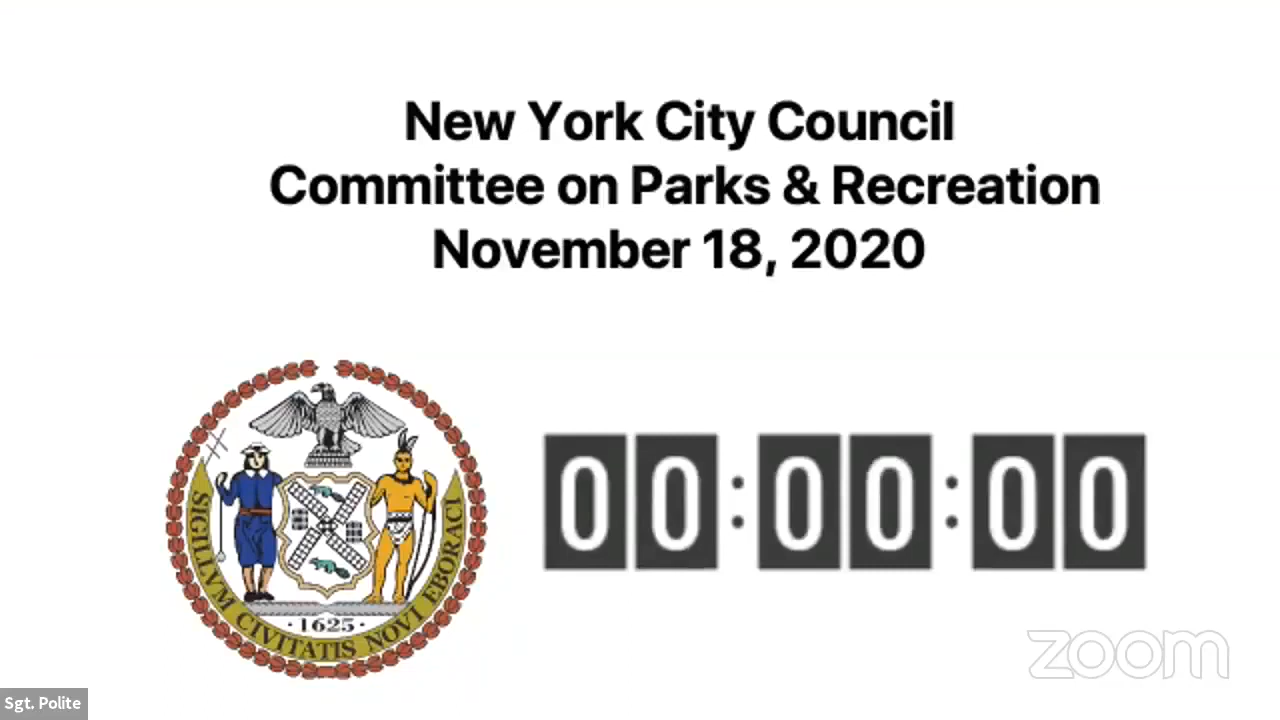 New York City Council
Committee on Parks & Recreation
November 18, 2020
00:00:00
SIGILLVM CIVITATIS NOVI EBORACI
·1625·
zoom
Sgt. Polite